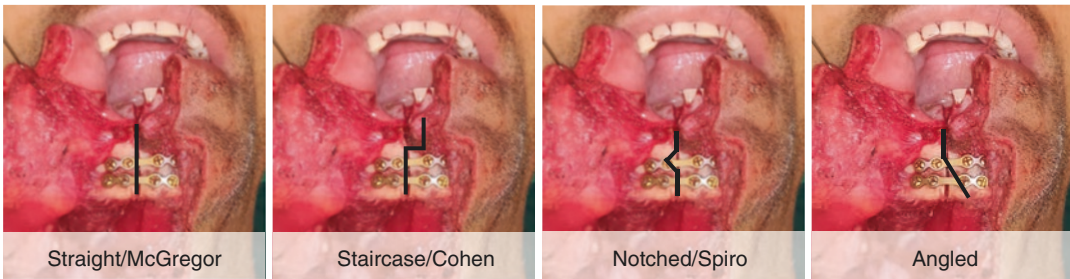 Straight/McGregor
Staircase/Cohen
Notched/Spiro
Angled